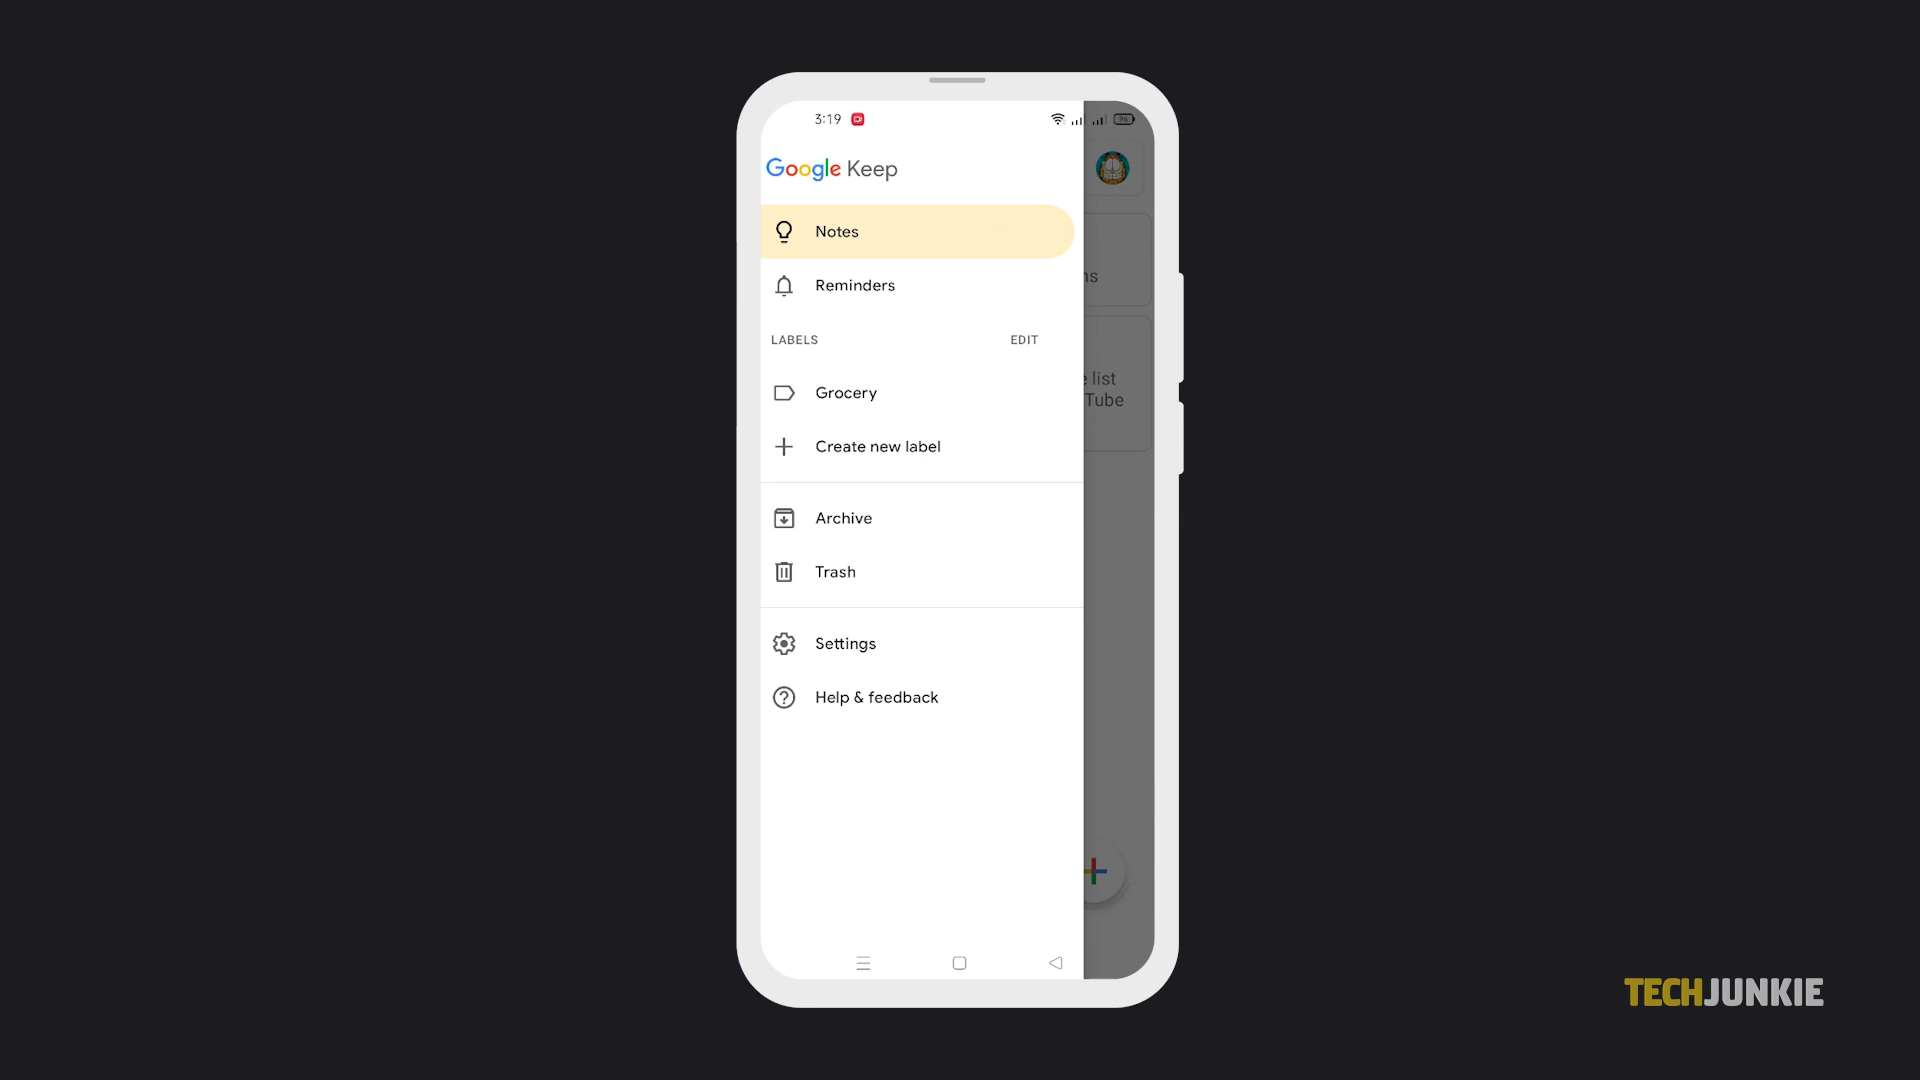 3:19
96
Google Keep
Notes
Reminders
LABELS EDIT
Grocery
Create new label
Archive
Trash
Settings
Help & feedback
list
Tube
TECHJUNKIE